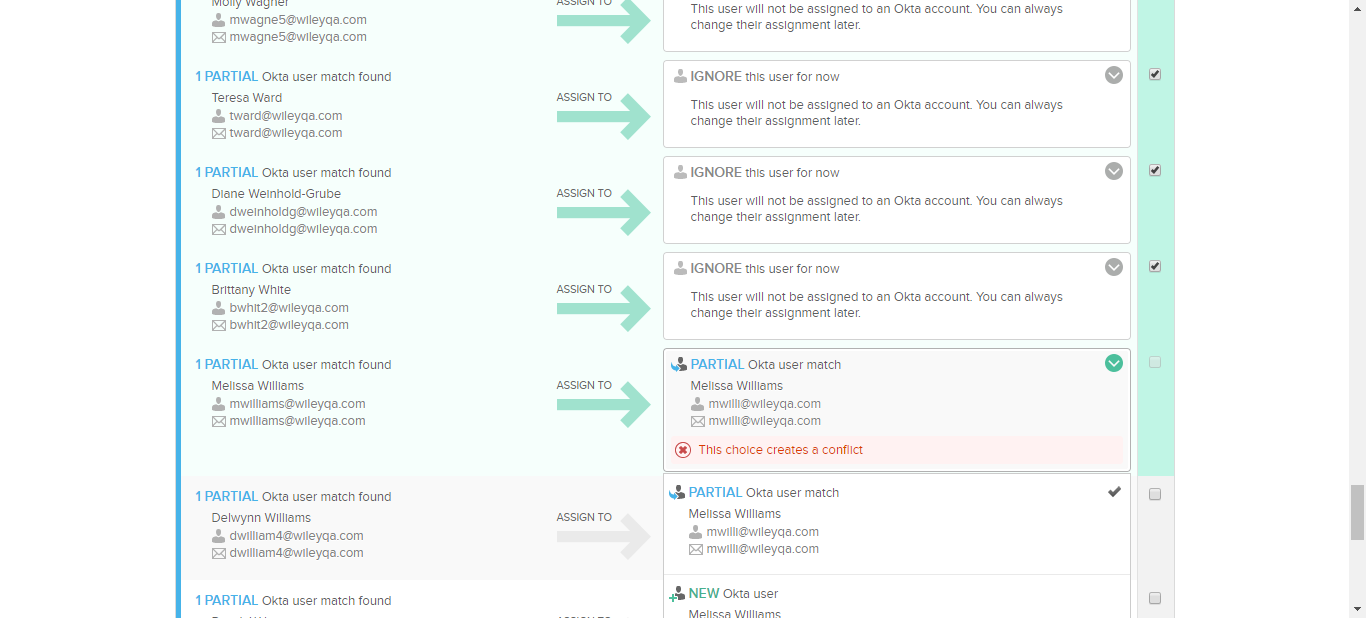 Molly Wagner
mwagne5@wileyqa.com
mwagne5@wileyqa.com
ASSIGN TO
This user will not be assigned to an Okta account. You can always
change their assignment later.
1 PARTIAL Okta user match found
Teresa Ward
tward@wileyqa.com
tward@wileyqa.com
ASSIGN TO
IGNORE this user for now
This user will not be assigned to an Okta account. You can always
change their assignment later.
1 PARTIAL Okta user match found
Diane Weinhold-Grube
dweinholdg@wileyqa.com
dweinholdg@wileyqa.com
ASSIGN TO
IGNORE this user for now
This user will not be assigned to an Okta account. You can always
change their assignment later.
1 PARTIAL Okta user match found
Brittany White
bwhit2@wileyqa.com
bwhit2@wileyqa.com
ASSIGN TO
IGNORE this user for now
This user will not be assigned to an Okta account. You can always
change their assignment later.
1 PARTIAL Okta user match found
Melissa Williams
mwilliams@wileyqa.com
mwilliams@wileyqa.com
ASSIGN TO
PARTIAL Okta user match
Melissa Williams
mwilli@wileyqa.com
mwilli@wileyqa.com
This choice creates a conflict
1 PARTIAL Okta user match found
Delwynn Williams
dwilliam4@wileyqa.com
dwilliam4@wileyqa.com
ASSIGN TO
PARTIAL Okta user match
Melissa Williams
mwilli@wileyqa.com
mwilli@wileyqa.com
1 PARTIAL Okta user match found
ASSIGN TO
NEW Okta user
Melissa Williams